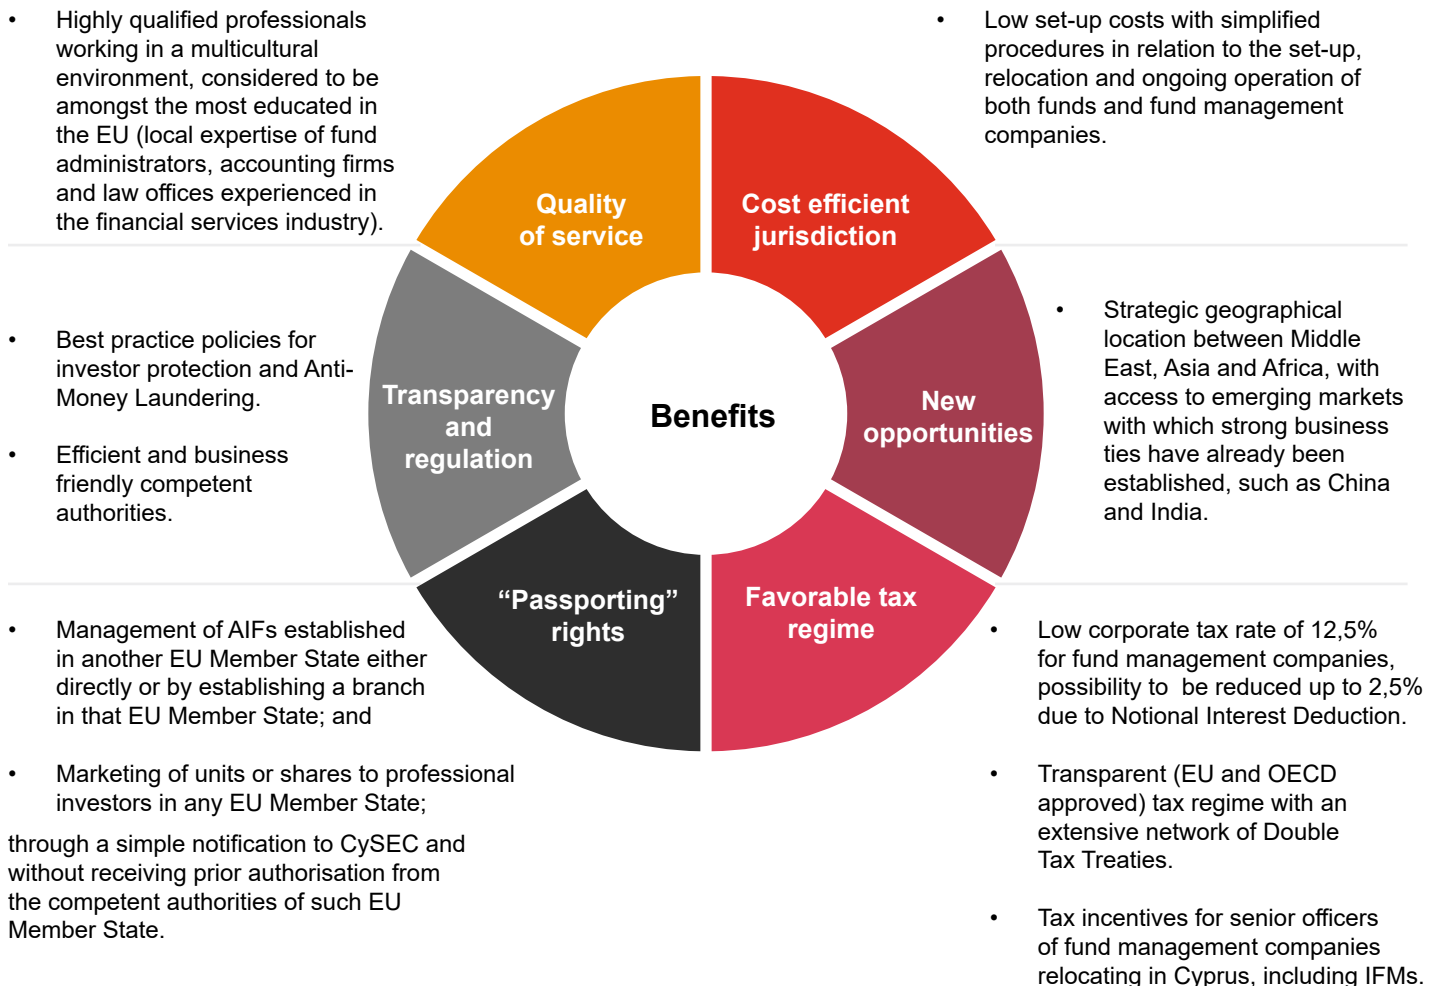 • Highly qualified professionals
working in a multicultural
environment, considered to be
amongst the most educated in
the EU (local expertise of fund
administrators, accounting firms
and law offices experienced in
the financial services industry).
• Low set-up costs with simplified
procedures in relation to the set-up,
relocation and ongoing operation of
both funds and fund management
companies.
Quality
of service
Cost efficient
jurisdiction
• Best practice policies for
investor protection and Anti-
Money Laundering.
• Efficient and business
friendly competent
authorities.
Transparency
and
regulation
Benefits
New
opportunities
• Strategic geographical
location between Middle
East, Asia and Africa, with
access to emerging markets
with which strong business
ties have already been
established, such as China
and India.
“Passporting”
rights
Favorable tax
regime
• Management of AIFs established
in another EU Member State either
directly or by establishing a branch
in that EU Member State; and
• Marketing of units or shares to professional
investors in any EU Member State;
through a simple notification to CySEC and
without receiving prior authorisation from
the competent authorities of such EU
Member State.
• Low corporate tax rate of 12,5%
for fund management companies,
possibility to be reduced up to 2,5%
due to Notional Interest Deduction.
• Transparent (EU and OECD
approved) tax regime with an
extensive network of Double
Tax Treaties.
• Tax incentives for senior officers
of fund management companies
relocating in Cyprus, including IFMs.